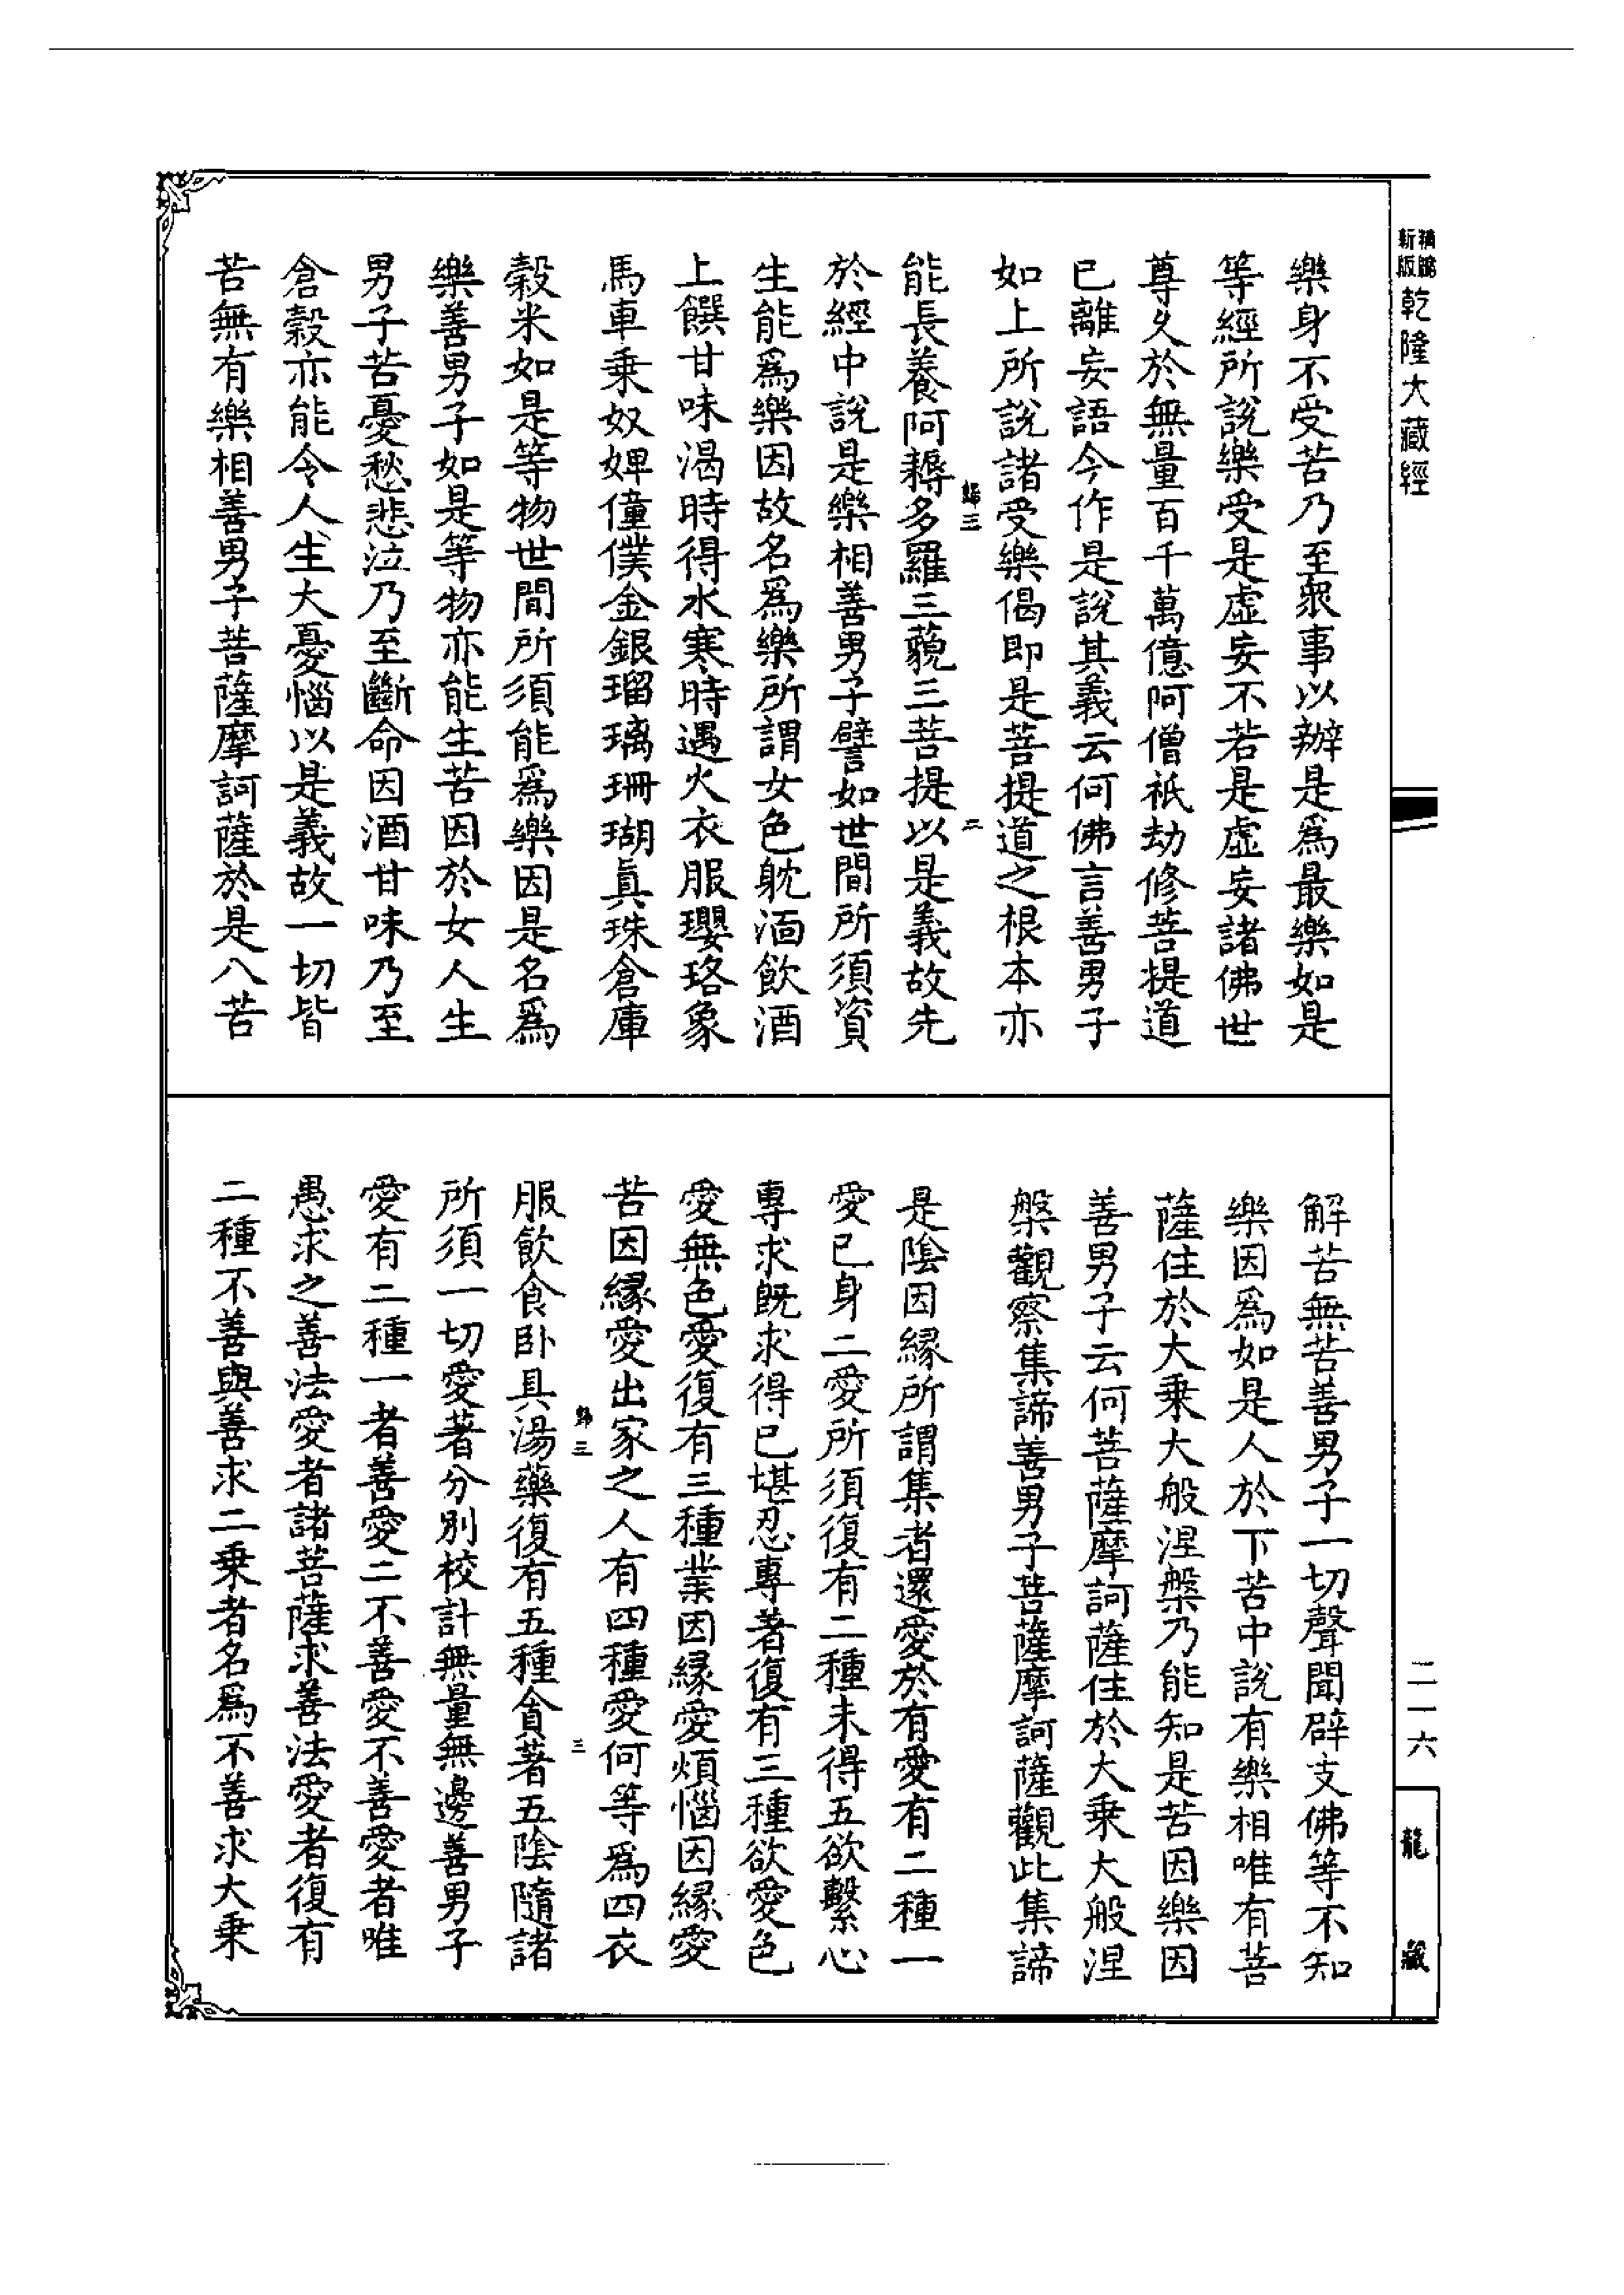 新版
精縮
乾隆大藏經
樂身不受苦乃至衆事以辦是爲最樂如是
等經所說樂受是虛妄不若是虛妄諸佛世
尊久於無量百千萬億阿僧祇劫修菩提道
已離妄語今作是說其義云何佛言善男子
如上所說諸受樂偈即是菩提道之根本亦
歸三
二
能長養阿耨多羅三藐三菩提以是義故先
於經中說是樂相善男子譬如世間所須資
生能爲樂因故名爲樂所謂女色躭湎飲酒
上饌甘味渴時得水寒時遇火衣服瓔珞象
馬車乗奴婢僮僕金銀瑠璃珊瑚眞珠倉庫
穀米如是等物世間所須能爲樂因是名爲
樂善男子如是等物亦能生苦因於女人生
男子苦憂愁悲泣乃至斷命因酒甘味乃至
倉穀亦能令人生大憂惱以是義故一切皆
苦無有樂相善男子菩薩摩訶薩於是八苦
解苦無苦善男子一切聲聞辟支佛等不知
樂因爲如是人於下苦中說有樂相唯有菩
薩住於大乗大般涅槃乃能知是苦因樂因
善男子云何菩薩摩訶薩住於大乗大般涅
槃觀察集諦善男子菩薩摩訶薩觀此集諦
是陰因縁所謂集者還愛於有愛有二種一
愛已身二愛所須復有二種未得五欲繫心
專求旣求得已堪忍專著復有三種欲愛色
愛無色愛復有三種業因縁愛煩惱因縁愛
苦因縁愛出家之人有四種愛何等爲四衣
歸三
三
服飲食卧具湯藥復有五種貪著五陰隨諸
所須一切愛著分別校計無量無邊善男子
愛有二種一者善愛二不善愛不善愛者唯
愚求之善法愛者諸菩薩求善法愛者復有
二種不善與善求二乗者名爲不善求大乗
二一六
龍藏